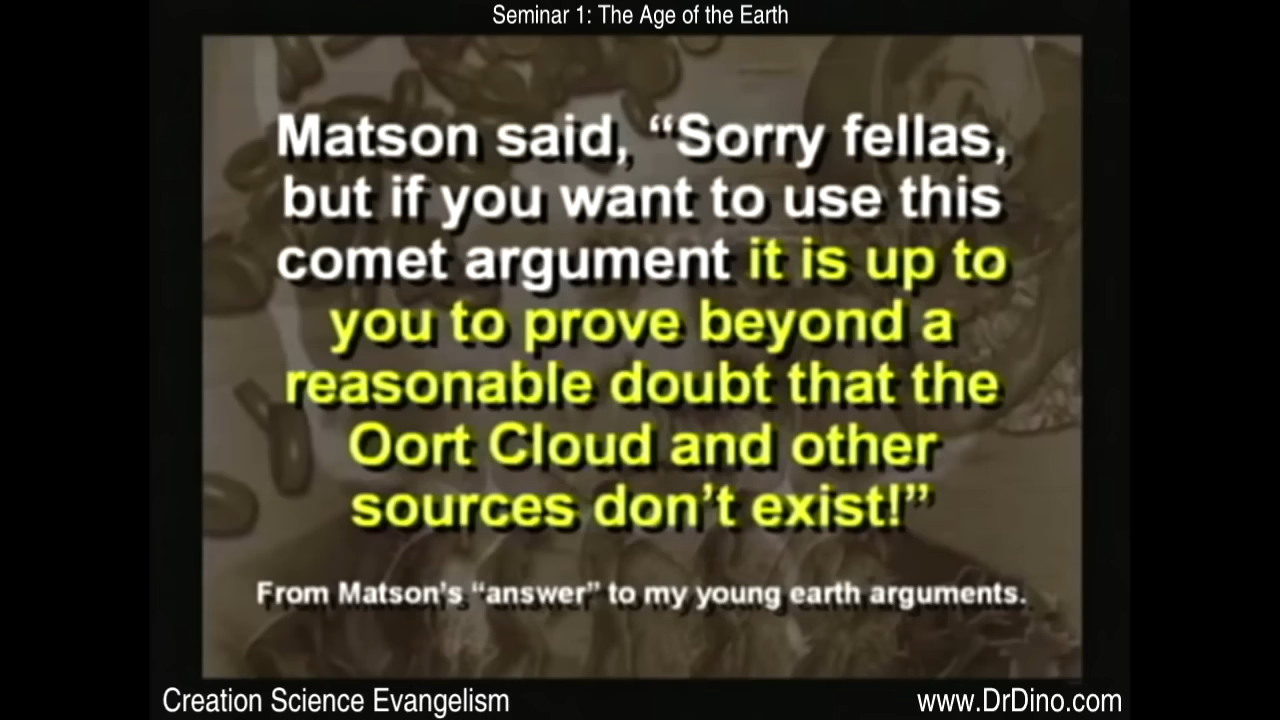 Seminar 1: The Age of the Earth
Matson said, “Sorry fellas,
but if you want to use this
comet argument it is up to
you to prove beyond a
reasonable doubt that the
Oort Cloud and other
sources don’t exist!”
From Matson’s “answer” to my young earth arguments.
Creation Science Evangelism
www.DrDino.com